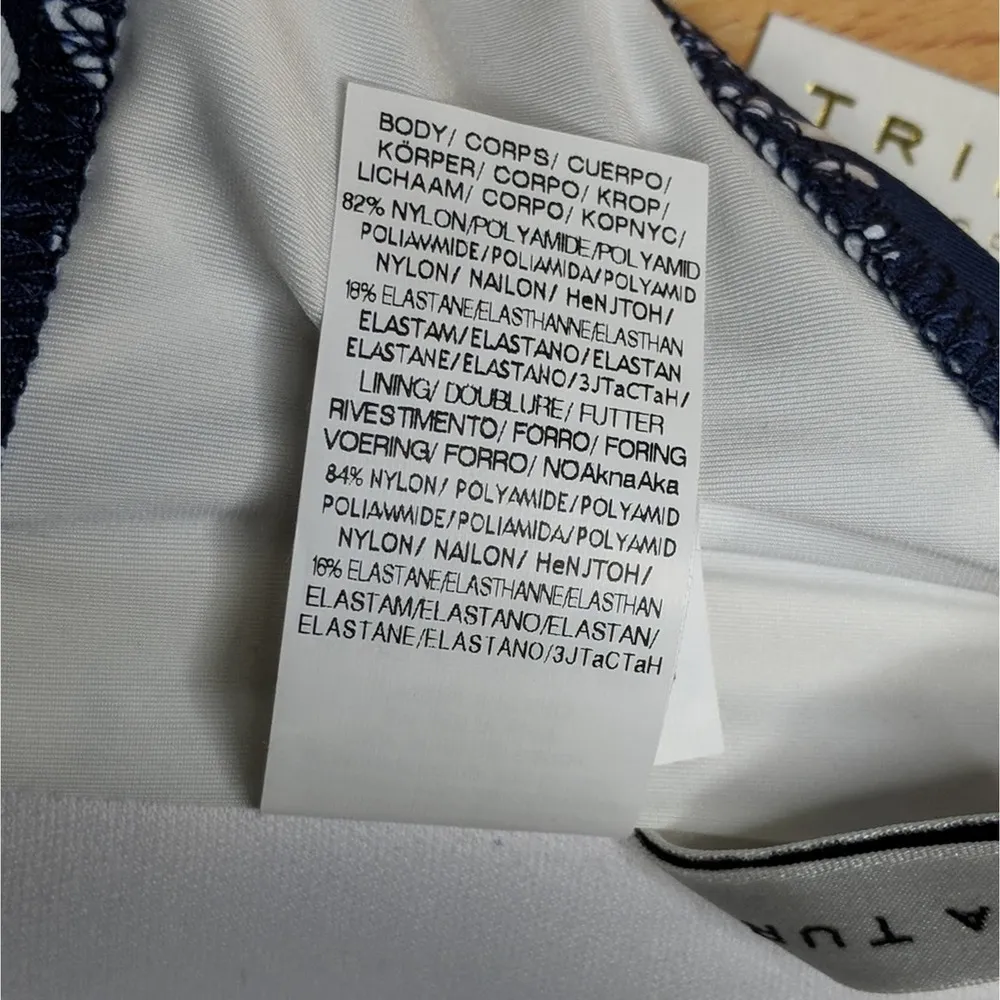 BODY/ CORPS/ CUERPO/
KÖRPER/ CORPO/ KROP/
LICHAAM/ CORPO/ KOPNYC/
82% NYLON/POLYAMIDE/POLYAMID
POLIAMMIDE/POLIAMIDA/POLYAMID
NYLON/ NAILON/ HeNJTOH/
18% ELASTANE/ELASTHANNE/ELASTHAN
ELASTAM/ELASTANO/ELASTAN
ELASTANE/ELASTANO/3JTaCTaH/
LINING/ DOUBLURE/ FUTTER
RIVESTIMENTO/ FORRO/ FORING
VOERING/ FORRO/ NOAknaAka
84% NYLON/ POLYAMIDE/POLYAMID
POLIAMMIDE/POLIAMIDA/POLYAMID
NYLON/ NAILON/ HeNJTOH/
16% ELASTANE/ELASTHANNE/ELASTHAN
ELASTAM/ELASTANO/ELASTAN/
ELASTANE/ELASTANO/3JTaCTaH
TRI
A TUR